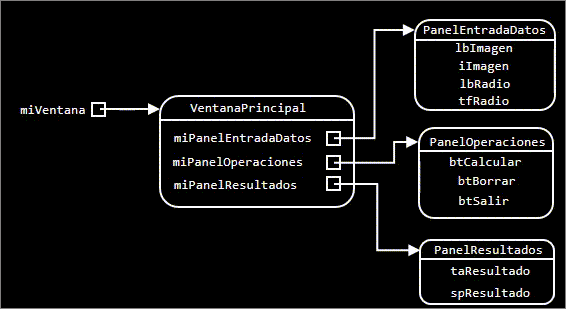 miVentana
VentanaPrincipal
miPanelEntradaDatos
miPanelOperaciones
miPanelResultados
PanelEntradaDatos
lbImagen
iImagen
lbRadio
tfRadio
PanelOperaciones
btCalcular
btBorrar
btSalir
PanelResultados
taResultado
spResultado